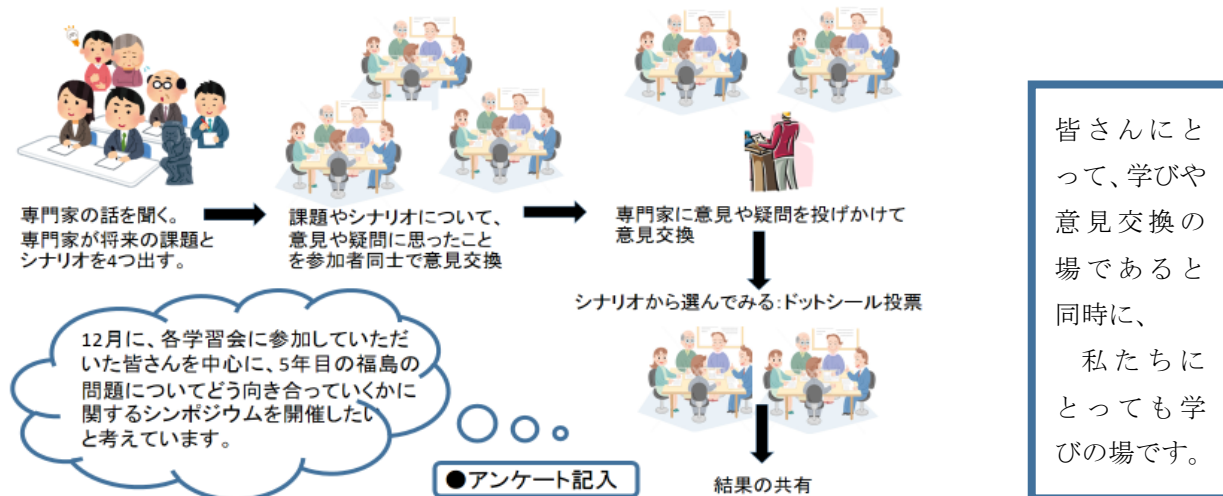 専門家の話を聞く。
専門家が将来の課題と
シナリオを4つ出す。
課題やシナリオについて、
意見や疑問に思ったこと
を参加者同士で意見交換
専門家に意見や疑問を投げかけて
意見交換
シナリオから選んでみる:ドットシール投票
12月に、各学習会に参加していただ
いた皆さんを中心に、5年目の福島の
問題についてどう向き合っていくかに
関するシンポジウムを開催したい
と考えています。
●アンケート記入
結果の共有
皆さんにと
って、学びや
意見交換の
場であると
同時に、
私たちに
とっても学
びの場です。